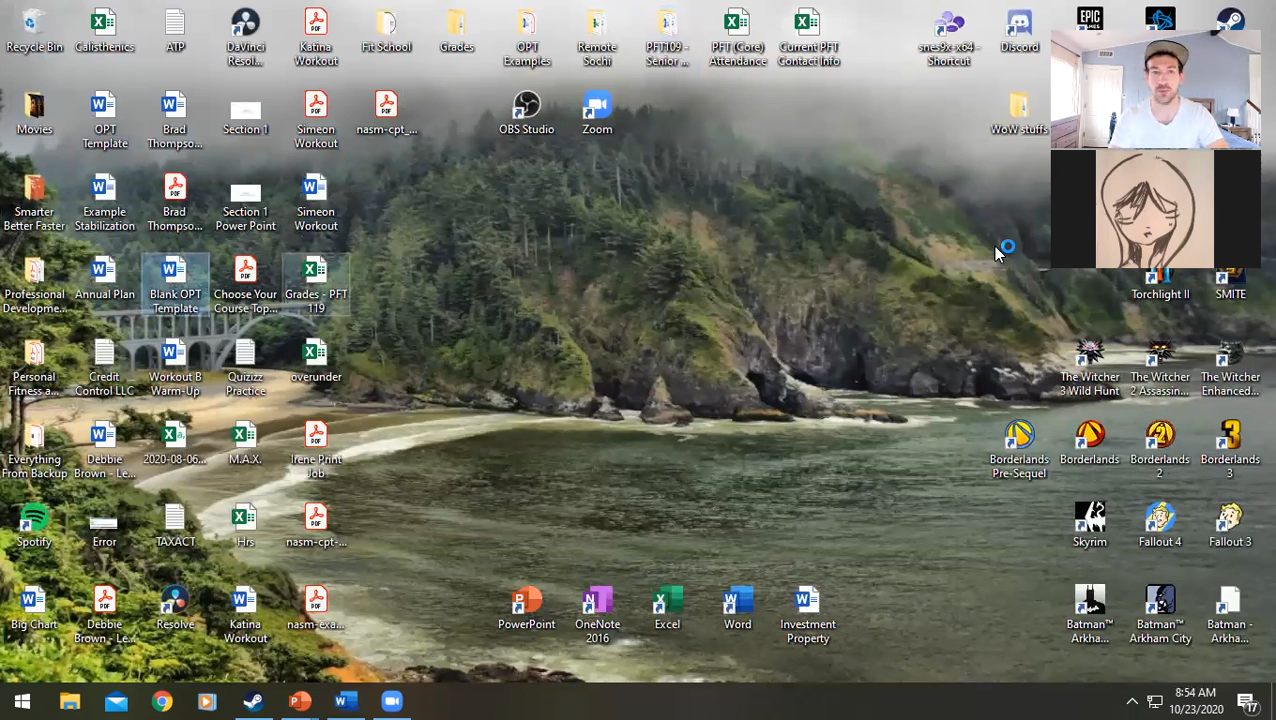 Recycle Bin
Calisthenics
ATP
DaVinci
Resol...
Katina
Workout
Fit School
Grades
OPT
Examples
Remote
Sochi
PFT109 -
Senior ...
PFT (Core)
Attendance
Current PFT
Contact Info
snes9x-x64 -
Shortcut
Discord
EPIC
GAMES
Movies
OPT
Template
Brad
Thompso...
Section 1
Simeon
Workout
nasm-cpt_...
OBS Studio
Zoom
WoW stuffs
Smarter
Better Faster
Example
Stabilization
Brad
Thompso...
Section 1
Power Point
Simeon
Workout
Professional
Developme...
Annual Plan
Blank OPT
Template
Choose Your
Course Top...
Grades - PFT
119
Torchlight II
SMITE
Personal
Fitness a...
Credit
Control LLC
Workout B
Warm-Up
Quizizz
Practice
overunder
The Witcher
3 Wild Hunt
The Witcher
2 Assassin...
The Witcher
Enhanced...
Everything
From Backup
Debbie
Brown - Le...
2020-08-06...
M.A.X.
Irene Print
Job
Borderlands
Pre-Sequel
Borderlands
Borderlands
2
Borderlands
3
Spotify
Error
TAXACT
Hrs
nasm-cpt-...
Skyrim
Fallout 4
Fallout 3
Big Chart
Debbie
Brown - Le...
Resolve
Katina
Workout
nasm-exa...
PowerPoint
OneNote
2016
Excel
Word
Investment
Property
Batman™
Arkha...
Batman™
Arkham City
Batman -
Arkha...
8:54 AM
10/23/2020
17